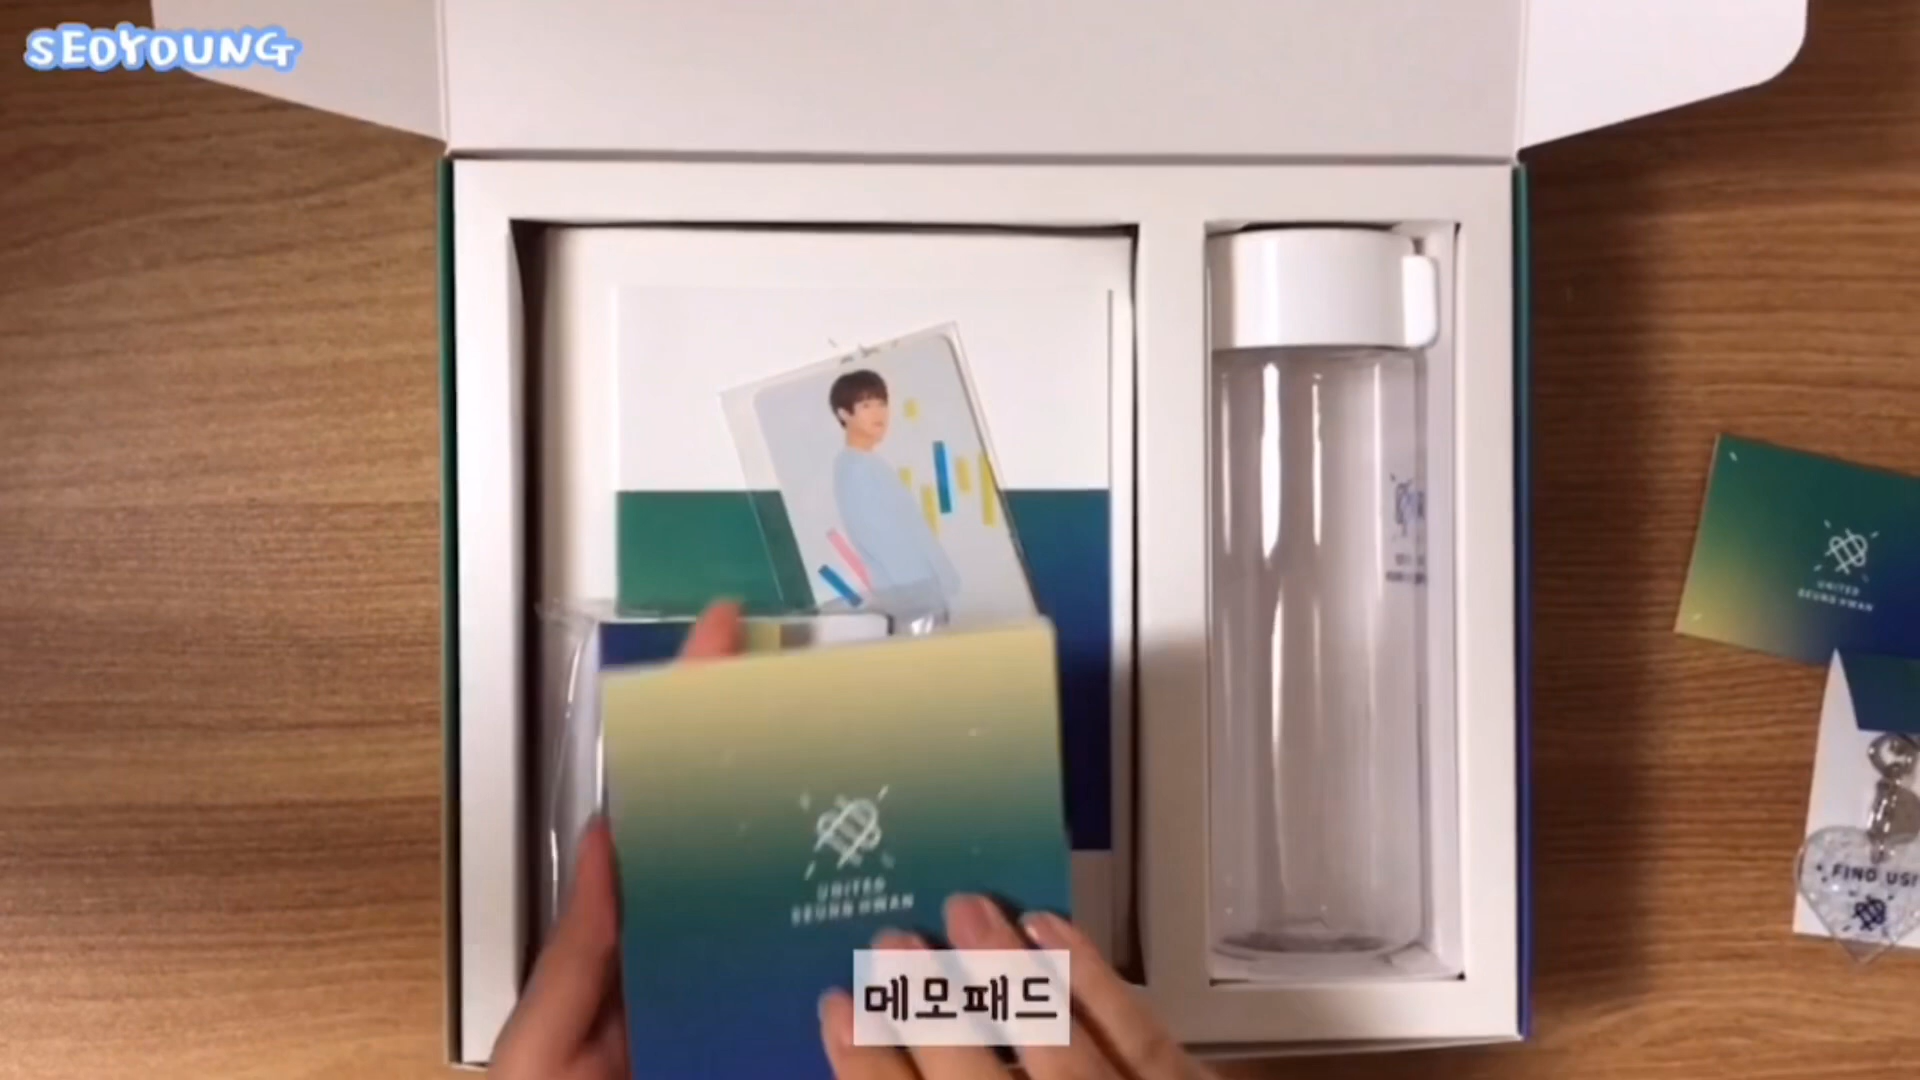 SEOYOUNG
UNITED
SEUNG HWAN
UNITED
SEUNG HWAN
FIND US!
메모패드